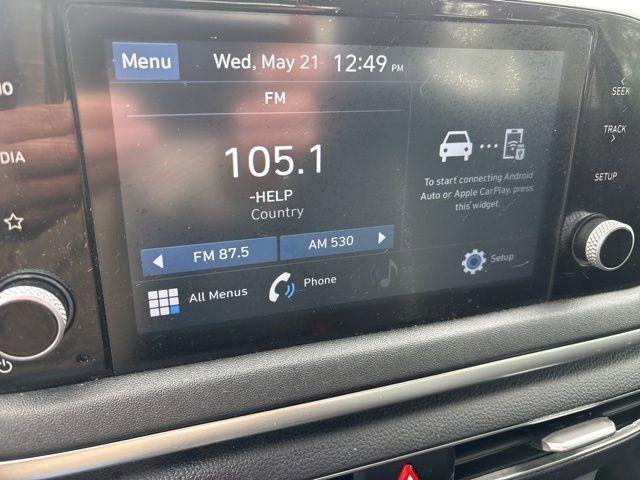 Menu
Wed, May 21 12:49 PM
FM
105.1
-HELP
Country
FM 87.5
AM 530
To start connecting Android
Auto or Apple CarPlay, press
this widget.
All Menus
Phone
Setup
DIA
SEEK
TRACK
SETUP